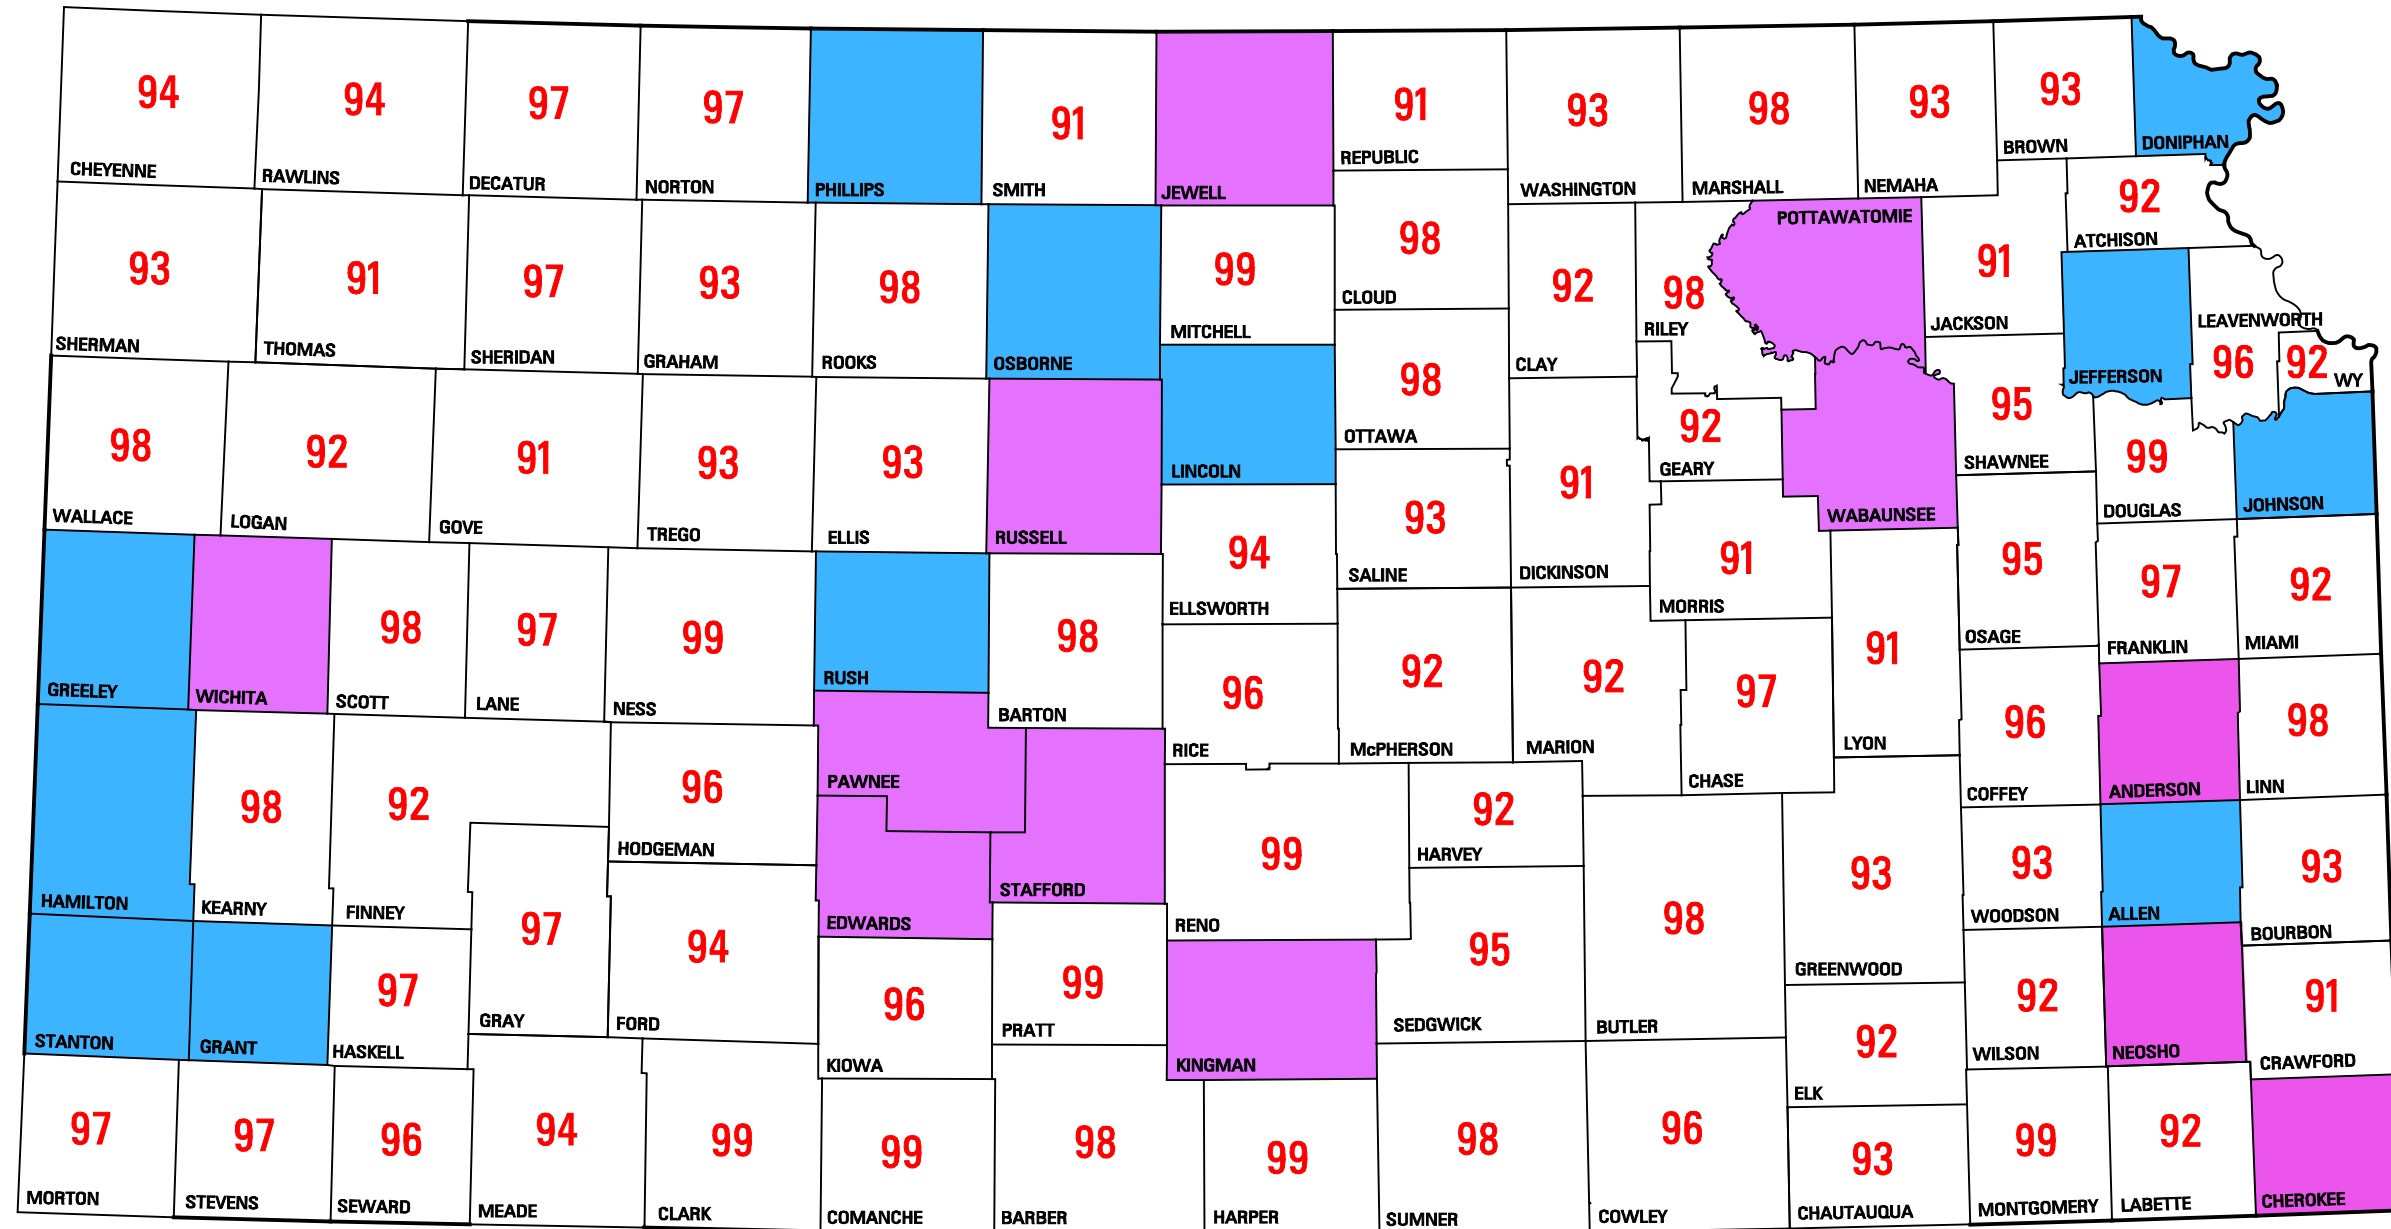 94
CHEYENNE
94
RAWLINS
97
DECATUR
97
NORTON
PHILLIPS
91
SMITH
JEWELL
91
REPUBLIC
93
WASHINGTON
98
MARSHALL
93
NEMAHA
93
BROWN
DONIPHAN
93
SHERMAN
91
THOMAS
97
SHERIDAN
93
GRAHAM
98
ROOKS
OSBORNE
99
MITCHELL
98
CLOUD
92
CLAY
98
RILEY
POTTAWATOMIE
91
JACKSON
92
ATCHISON
JEFFERSON
LEAVENWORTH
96
92
WY
98
WALLACE
92
LOGAN
91
GOVE
93
TREGO
93
ELLIS
RUSSELL
LINCOLN
98
OTTAWA
91
DICKINSON
92
GEARY
WABAUNSEE
95
SHAWNEE
99
DOUGLAS
JOHNSON
GREELEY
WICHITA
98
SCOTT
97
LANE
99
NESS
RUSH
98
BARTON
94
ELLSWORTH
93
SALINE
91
MORRIS
91
LYON
95
OSAGE
97
FRANKLIN
92
MIAMI
HAMILTON
98
KEARNY
92
FINNEY
96
HODGEMAN
PAWNEE
STAFFORD
EDWARDS
96
RICE
92
McPHERSON
92
MARION
97
CHASE
96
COFFEY
ANDERSON
98
LINN
97
GRAY
94
FORD
99
RENO
92
HARVEY
98
BUTLER
93
GREENWOOD
93
WOODSON
ALLEN
93
BOURBON
STANTON
GRANT
97
HASKELL
96
KIOWA
99
PRATT
KINGMAN
95
SEDGWICK
92
ELK
92
WILSON
NEOSHO
91
CRAWFORD
97
MORTON
97
STEVENS
96
SEWARD
94
MEADE
99
CLARK
99
COMANCHE
98
BARBER
99
HARPER
98
SUMNER
96
COWLEY
93
CHAUTAUQUA
99
MONTGOMERY
92
LABETTE
CHEROKEE